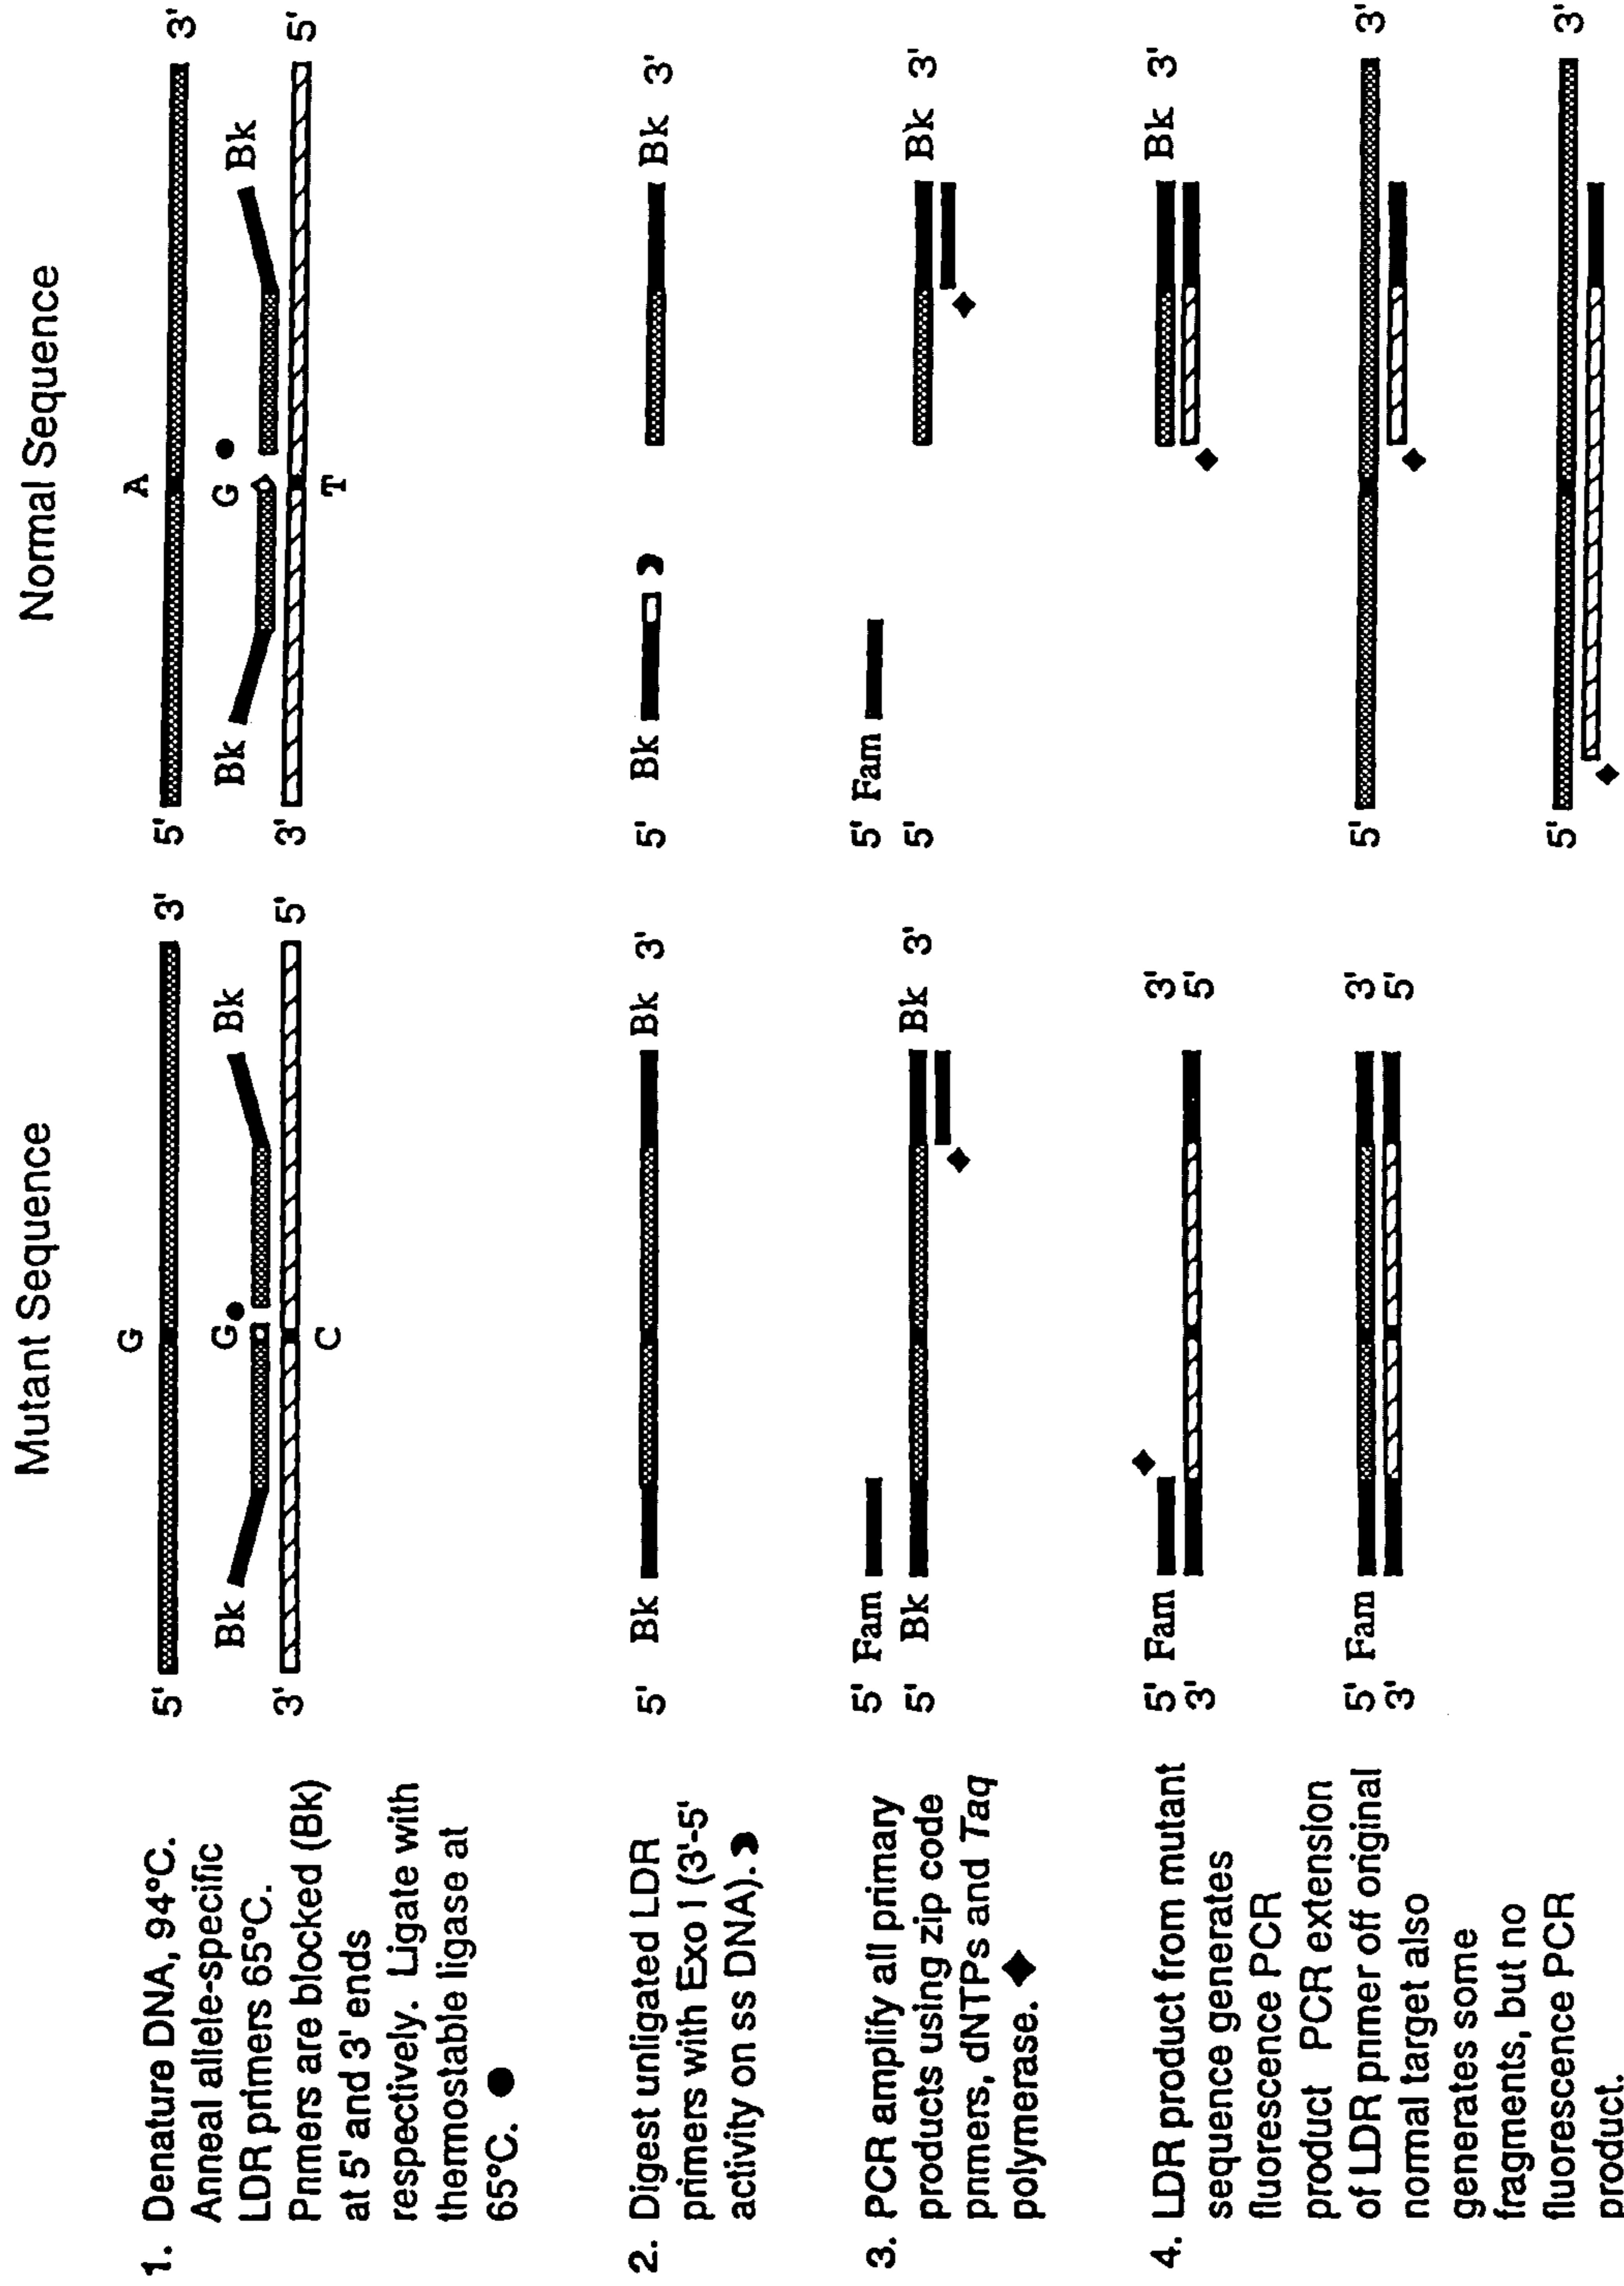 Mutant Sequence
Normal Sequence
1. Denature DNA, 94°C.
Anneal allele-specific
LDR primers 65°C.
Pnmers are blocked (Bk)
at 5' and 3' ends
respectively. Ligate with
thermostable ligase at
65°C.
G
5' 3'
Bk G Bk
3' 5'
C
A
5' 3'
Bk G Bk
3' 5'
T
2. Digest unligated LDR
primers with Exo I (3'-5'
activity on ss DNA).
5' Bk Bk 3'
5' Bk Bk 3'
3. PCR amplify all primary
products using zip code
pnmers, dNTPs and Taq
polymerase.
5' Fam
5' Bk Bk 3'
5' Fam
5' Bk 3'
4. LDR product from mutant
sequence generates
fluorescence PCR
product PCR extension
of LDR pnmer off original
normal target also
generates some
fragments, but no
fluorescence PCR
product.
5' Fam 3'
3' 5'
Bk 3'
5' Fam 3'
3' 5'
5' 3'
5' 3'